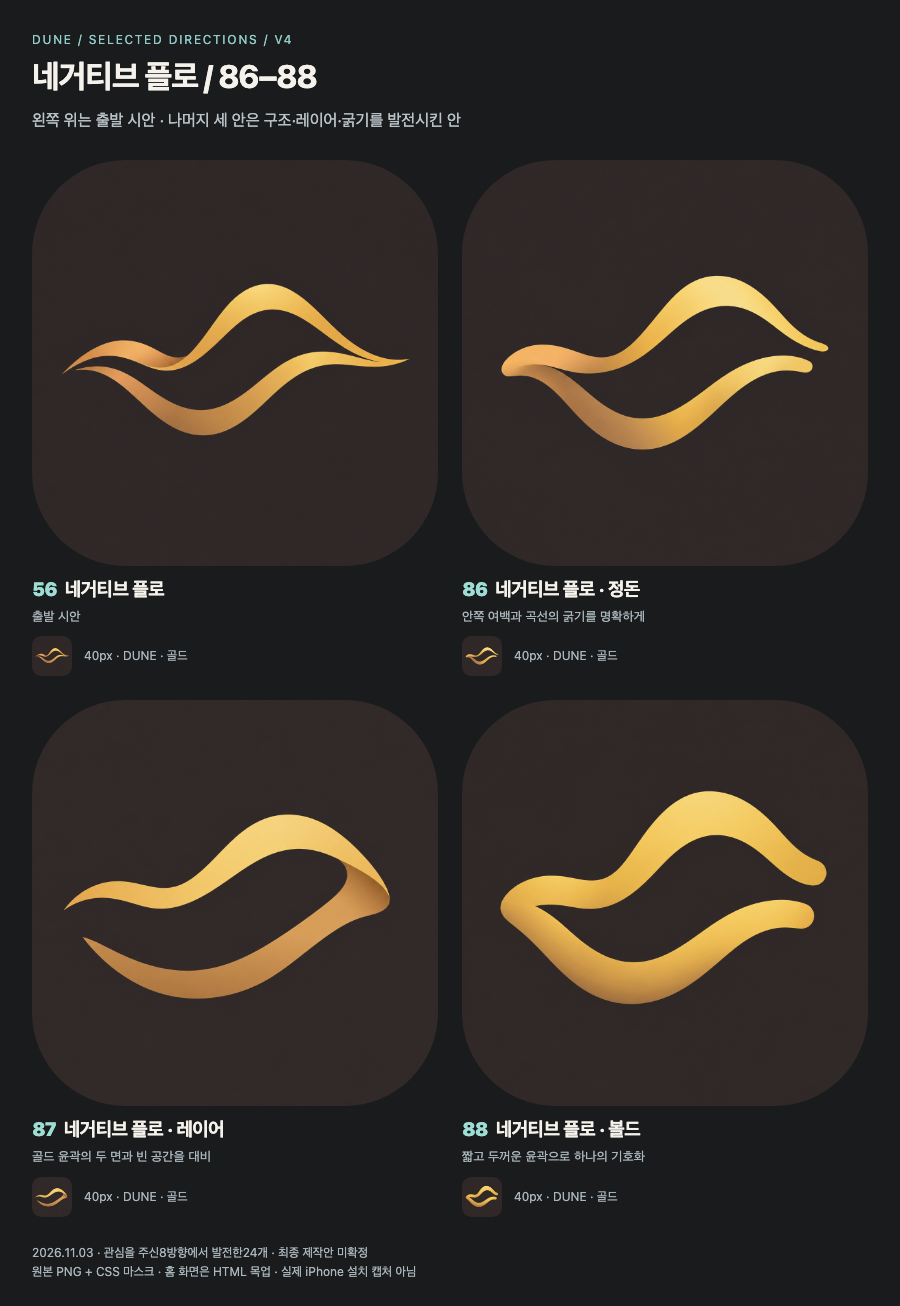 DUNE / SELECTED DIRECTIONS / V4
네거티브 플로 / 86–88
왼쪽 위는 출발 시안 · 나머지 세 안은 구조·레이어·굵기를 발전시킨 안
56 네거티브 플로
출발 시안
40px · DUNE · 골드
86 네거티브 플로 · 정돈
안쪽 여백과 곡선의 굵기를 명확하게
40px · DUNE · 골드
87 네거티브 플로 · 레이어
골드 윤곽의 두 면과 빈 공간을 대비
40px · DUNE · 골드
88 네거티브 플로 · 볼드
짧고 두꺼운 윤곽으로 하나의 기호화
40px · DUNE · 골드
2026.11.03 · 관심을 주신8방향에서 발전한24개 · 최종 제작안 미확정
원본 PNG + CSS 마스크 · 홈 화면은 HTML 목업 · 실제 iPhone 설치 캡처 아님